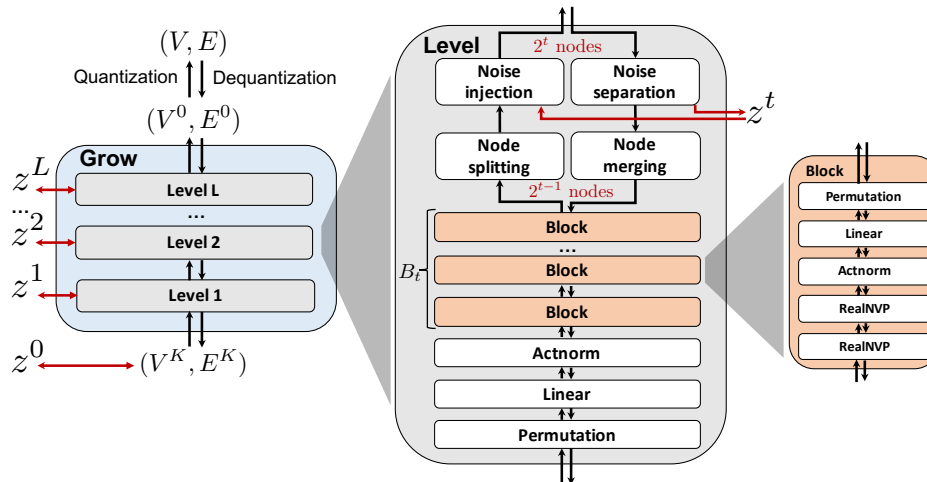 (V, E)
Quantization
Dequantization
(V^0, E^0)
Grow
z^L
Level L
...
...
z^2
Level 2
z^1
Level 1
z^0
(V^K, E^K)
Level
2^t nodes
Noise
injection
Noise
separation
z^t
Node
splitting
Node
merging
2^{t-1} nodes
Block
...
B_t
Block
Block
Actnorm
Linear
Permutation
Block
Permutation
Linear
Actnorm
RealNVP
RealNVP